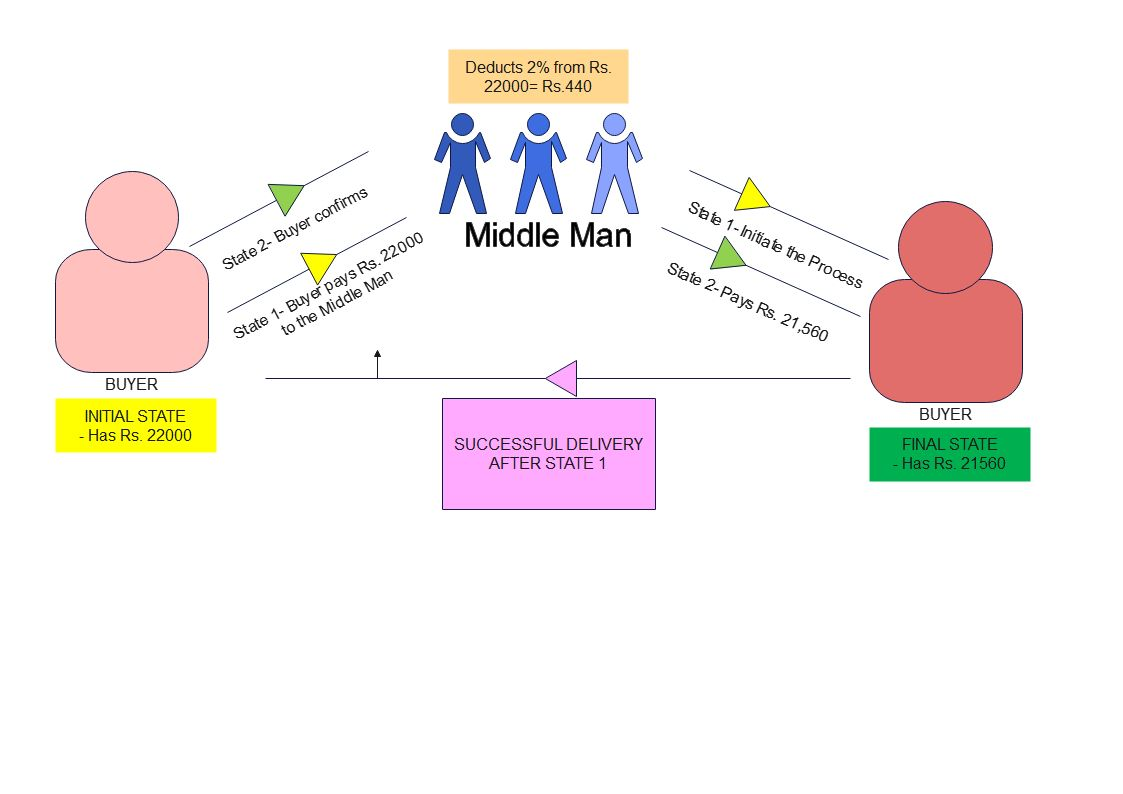 Deducts 2% from Rs.
22000= Rs.440
Middle Man
State 2- Buyer confirms
State 1- Buyer pays Rs. 22000
to the Middle Man
State 1-Initiate the Process
State 2-Pays Rs. 21,560
BUYER
INITIAL STATE
- Has Rs. 22000
SUCCESSFUL DELIVERY
AFTER STATE 1
BUYER
FINAL STATE
- Has Rs. 21560